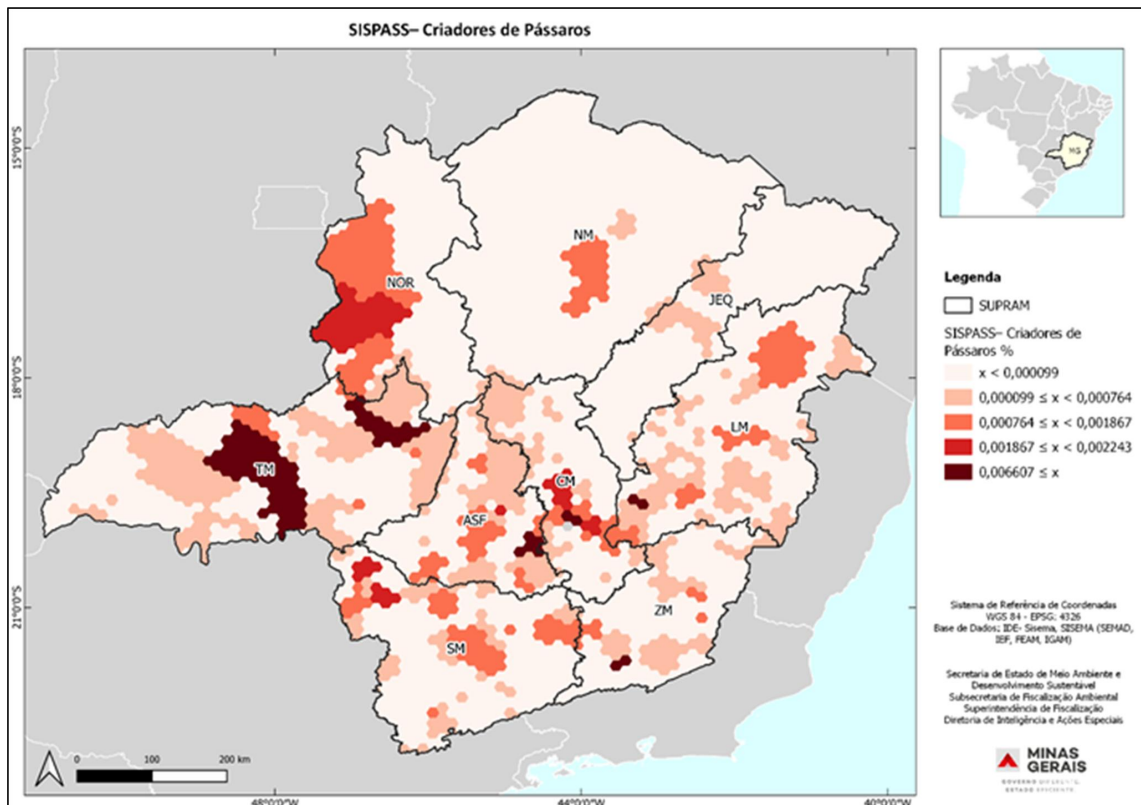 SISPASS– Criadores de Pássaros
15°0'0"S
18°0'0"S
21°0'0"S
48°0'0"W
44°0'0"W
40°0'0"W
NOR
NM
JEQ
LM
TM
CM
ASF
ZM
SM
0
100
200 km
MG
Legenda
SUPRAM
SISPASS– Criadores de
Pássaros %
x < 0,000099
0,000099 ≤ x < 0,000764
0,000764 ≤ x < 0,001867
0,001867 ≤ x < 0,002243
0,006607 ≤ x
Sistema de Referência de Coordenadas
WGS 84 - EPSG: 4326
Base de Dados: IDE- Sisema, SISEMA (SEMAD,
IEF, FEAM, IGAM)
Secretaria de Estado de Meio Ambiente e
Desenvolvimento Sustentável
Subsecretaria de Fiscalização Ambiental
Superintendência de Fiscalização
Diretoria de Inteligência e Ações Especiais
MINAS
GERAIS
GOVERNO DIFERENTE.
ESTADO EFICIENTE.